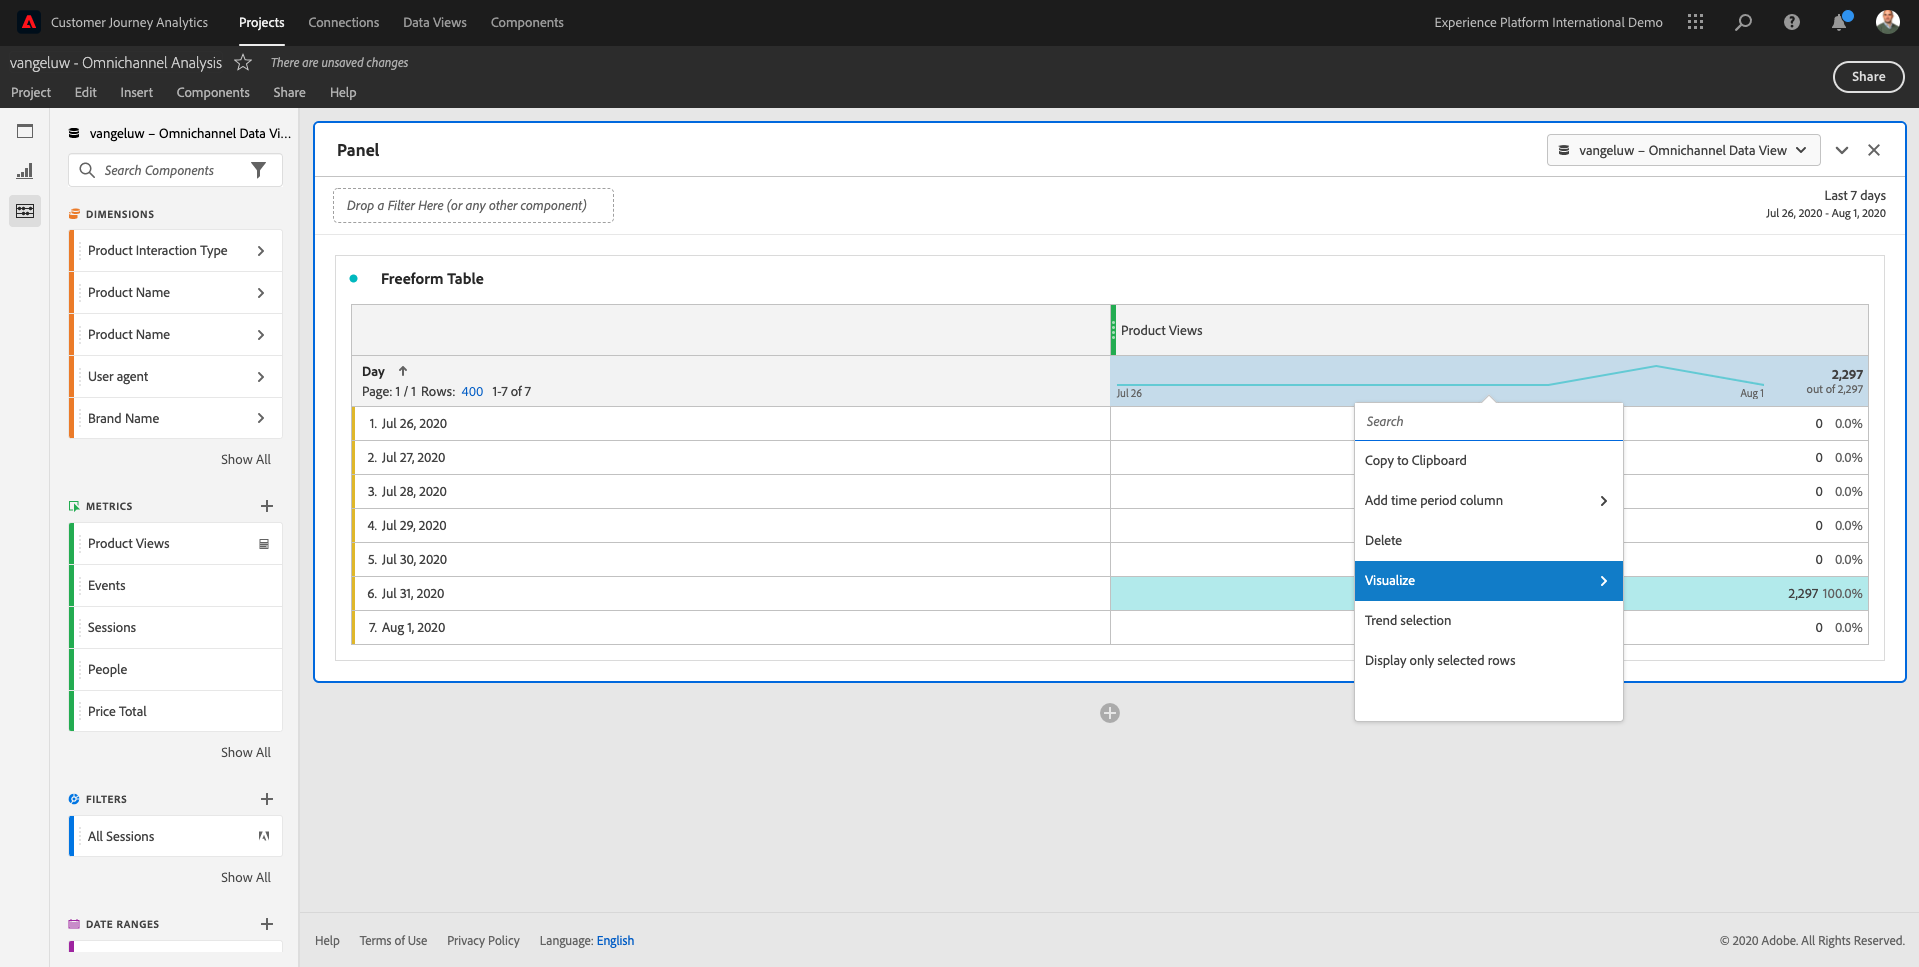 Customer Journey Analytics
Projects
Connections
Data Views
Components
Experience Platform International Demo
vangeluw - Omnichannel Analysis
There are unsaved changes
Share
Project
Edit
Insert
Components
Share
Help
vangeluw – Omnichannel Data Vi...
Search Components
DIMENSIONS
Product Interaction Type
Product Name
Product Name
User agent
Brand Name
Show All
METRICS
Product Views
Events
Sessions
People
Price Total
Show All
FILTERS
All Sessions
Show All
DATE RANGES
Panel
vangeluw – Omnichannel Data View
Drop a Filter Here (or any other component)
Last 7 days
Jul 26, 2020 - Aug 1, 2020
Freeform Table
Product Views
Day
Page: 1 / 1 Rows: 400 1-7 of 7
Jul 26
Aug 1
2,297
out of 2,297
1. Jul 26, 2020
0 0.0%
2. Jul 27, 2020
0 0.0%
3. Jul 28, 2020
0 0.0%
4. Jul 29, 2020
0 0.0%
5. Jul 30, 2020
0 0.0%
6. Jul 31, 2020
2,297 100.0%
7. Aug 1, 2020
0 0.0%
Search
Copy to Clipboard
Add time period column
Delete
Visualize
Trend selection
Display only selected rows
Help
Terms of Use
Privacy Policy
Language: English
© 2020 Adobe. All Rights Reserved.